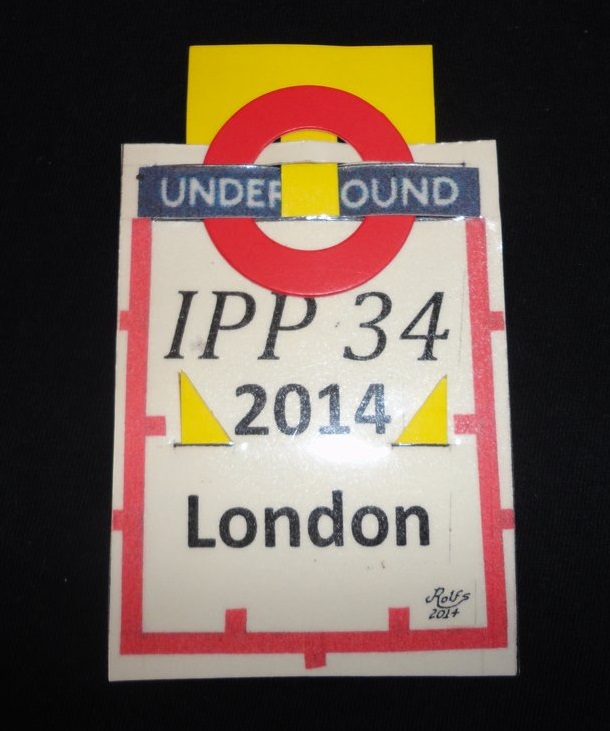 UNDER OUND
IPP 34
2014
London
Rolfs
2014